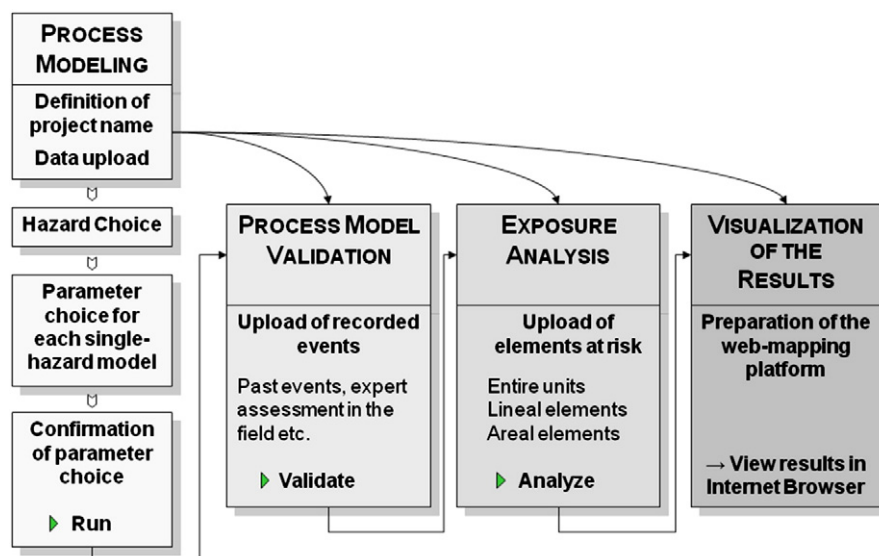 PROCESS
MODELING
Definition of
project name
Data upload
Hazard Choice
Parameter
choice for
each single-
hazard model
Confirmation
of parameter
choice
Run
PROCESS MODEL
VALIDATION
Upload of recorded
events
Past events, expert
assessment in the
field etc.
Validate
EXPOSURE
ANALYSIS
Upload of
elements at risk
Entire units
Lineal elements
Areal elements
Analyze
VISUALIZATION
OF THE
RESULTS
Preparation of the
web-mapping
platform
→ View results in
Internet Browser